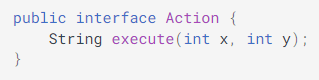 public interface Action {
    String execute(int x, int y);
}